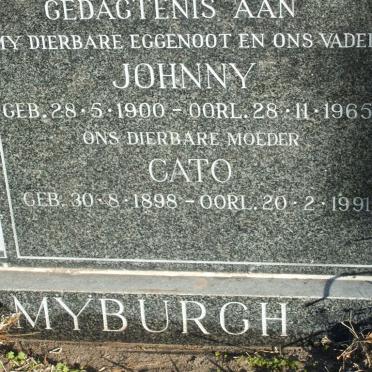 GEDAGTENIS AAN
MY DIERBARE EGGENOOT EN ONS VADER
JOHNNY
GEB. 28·5·1900 – OORL. 28·11·1965
ONS DIERBARE MOEDER
CATO
GEB. 30·8·1898 – OORL. 20·2·1991
MYBURGH